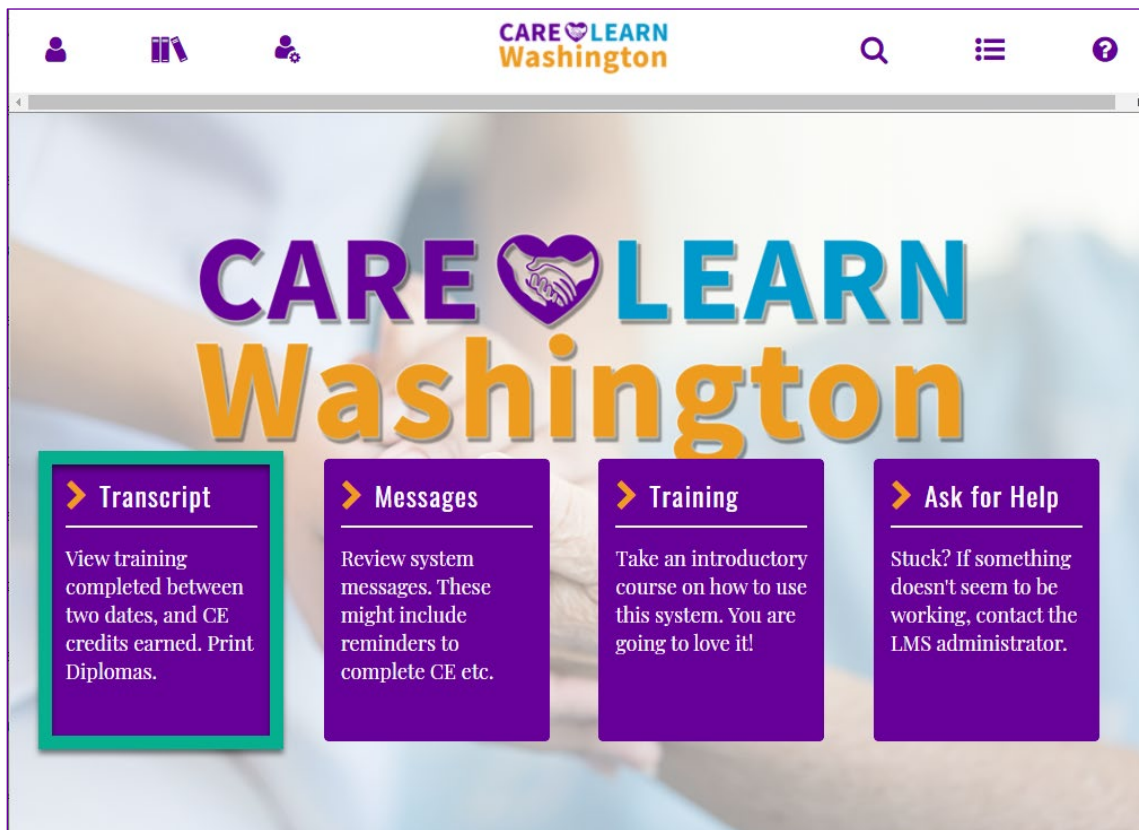 CARE LEARN
Washington
CARE LEARN
Washington
Transcript
View training
completed between
two dates, and CE
credits earned. Print
Diplomas.
Messages
Review system
messages. These
might include
reminders to
complete CE etc.
Training
Take an introductory
course on how to use
this system. You are
going to love it!
Ask for Help
Stuck? If something
doesn't seem to be
working, contact the
LMS administrator.